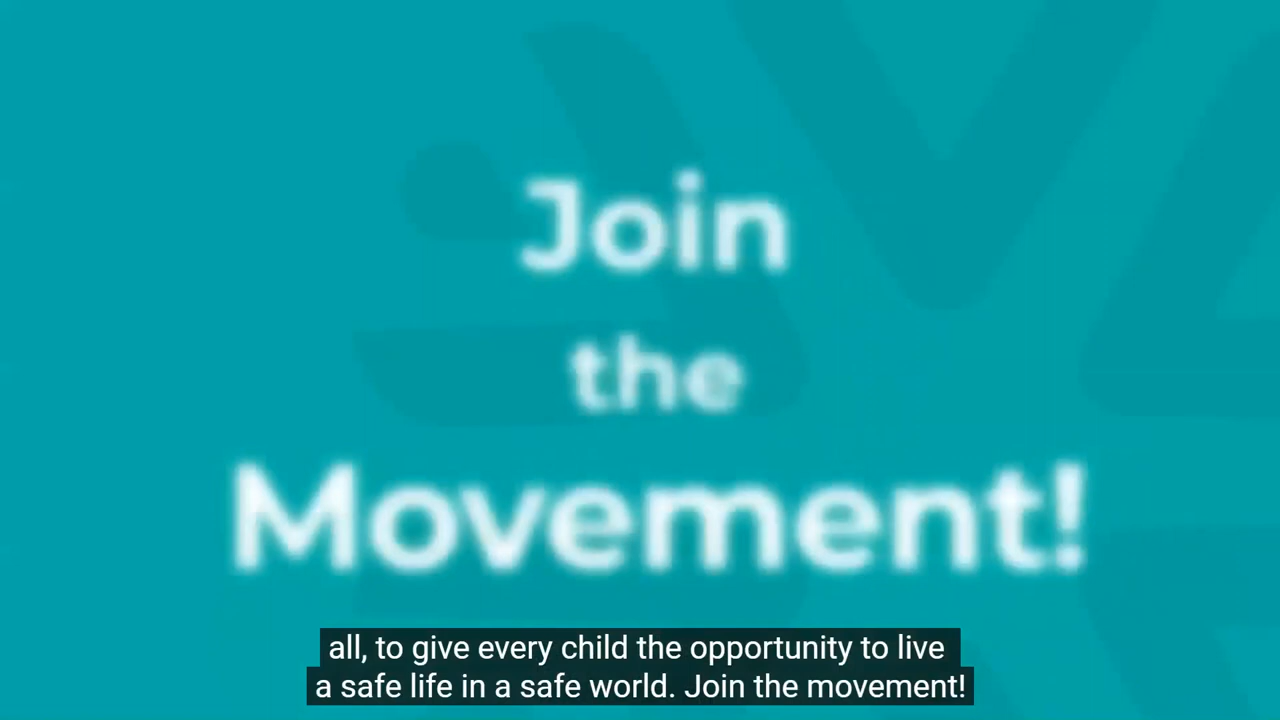 Join
the
Movement!
all, to give every child the opportunity to live
a safe life in a safe world. Join the movement!